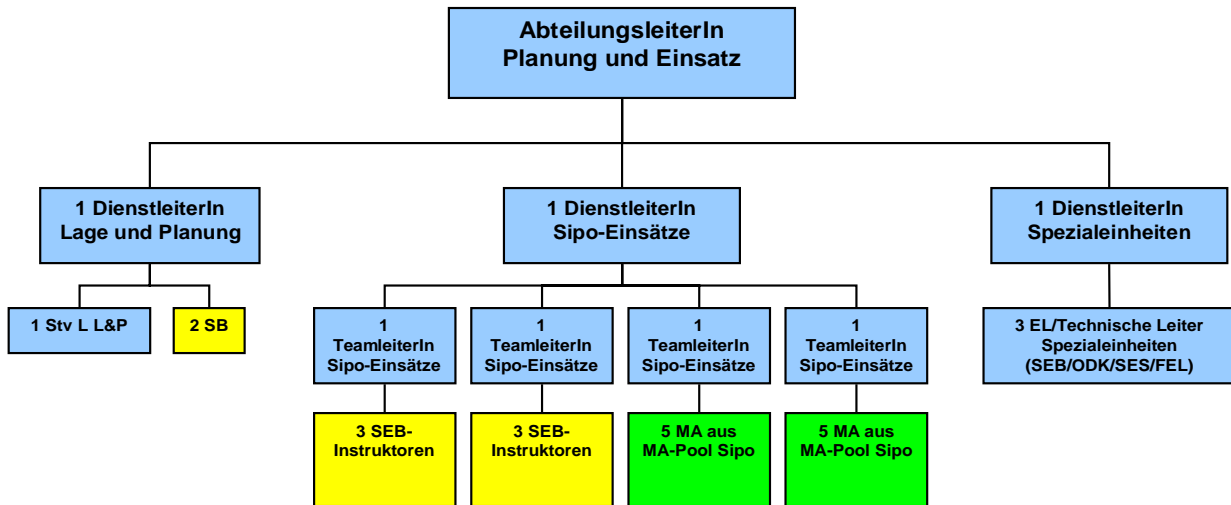 AbteilungsleiterIn
Planung und Einsatz
1 DienstleiterIn
Lage und Planung
1 DienstleiterIn
Sipo-Einsätze
1 DienstleiterIn
Spezialeinheiten
1 Stv L L&P
2 SB
1
TeamleiterIn
Sipo-Einsätze
1
TeamleiterIn
Sipo-Einsätze
1
TeamleiterIn
Sipo-Einsätze
1
TeamleiterIn
Sipo-Einsätze
3 EL/Technische Leiter
Spezialeinheiten
(SEB/ODK/SES/FEL)
3 SEB-
Instruktoren
3 SEB-
Instruktoren
5 MA aus
MA-Pool Sipo
5 MA aus
MA-Pool Sipo